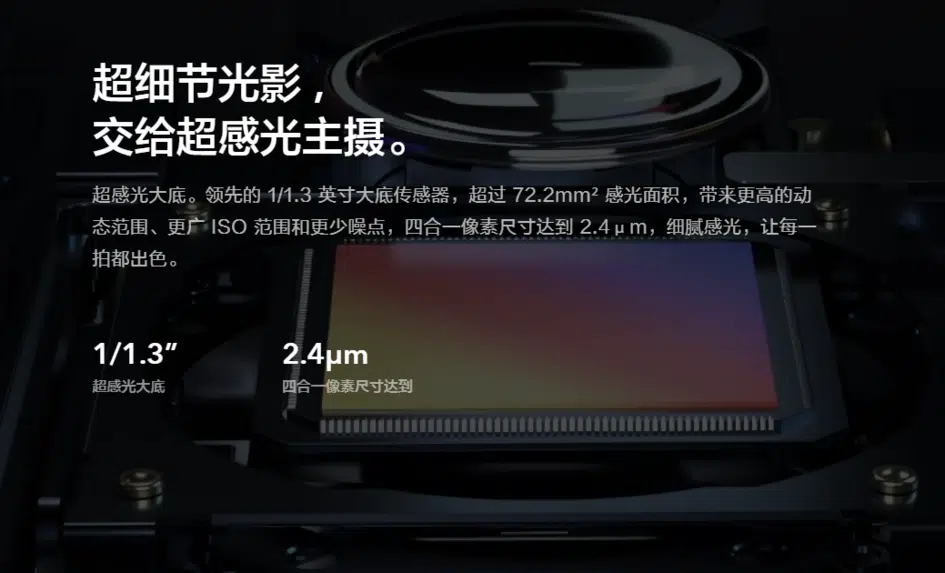 超细节光影，
交给超感光主摄。
超感光大底。领先的 1/1.3 英寸大底传感器，超过 72.2mm² 感光面积，带来更高的动
态范围、更广 ISO 范围和更少噪点，四合一像素尺寸达到 2.4μm，细腻感光，让每一
拍都出色。
1/1.3″ 2.4μm
超感光大底 四合一像素尺寸达到